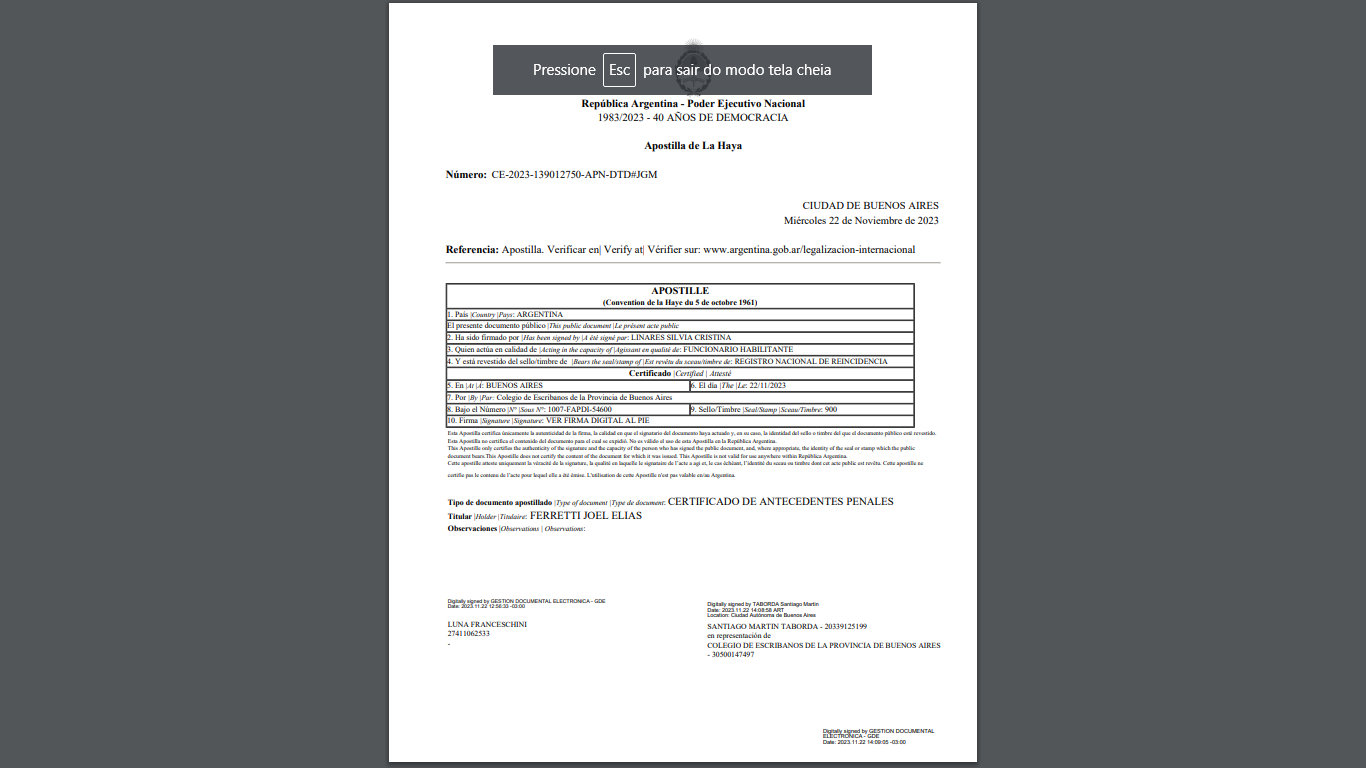 Pressione Esc para sair do modo tela cheia
República Argentina - Poder Ejecutivo Nacional
1983/2023 - 40 AÑOS DE DEMOCRACIA
Apostilla de La Haya
Número: CE-2023-139012750-APN-DTD#JGM
CIUDAD DE BUENOS AIRES
Miércoles 22 de Noviembre de 2023
Referencia: Apostilla. Verificar en| Verify at| Vérifier sur: www.argentina.gob.ar/legalizacion-internacional
APOSTILLE
(Convention de la Haye du 5 de octobre 1961)
1. País |Country |Pays: ARGENTINA
El presente documento público |This public document |Le présent acte public
2. Ha sido firmado por |Has been signed by |A été signé par: LINARES SILVIA CRISTINA
3. Quien actúa en calidad de |Acting in the capacity of |Agissant en qualité de: FUNCIONARIO HABILITANTE
4. Y está revestido del sello/timbre de |Bears the seal/stamp of |Est revêtu du sceau/timbre de: REGISTRO NACIONAL DE REINCIDENCIA
Certificado |Certified | Attesté
5. En |At |Á: BUENOS AIRES
6. El día |The |Le: 22/11/2023
7. Por |By |Par: Colegio de Escribanos de la Provincia de Buenos Aires
8. Bajo el Número |Nº |Sous Nº: 1007-FAPDI-54600
9. Sello/Timbre |Seal/Stamp |Sceau/Timbre: 900
10. Firma |Signature |Signature: VER FIRMA DIGITAL AL PIE
Esta Apostilla certifica únicamente la autenticidad de la firma, la calidad en que el signatario del documento haya actuado y, en su caso, la identidad del sello o timbre del que el documento público esté revestido.
Esta Apostilla no certifica el contenido del documento para el cual se expidió. No es válido el uso de esta Apostilla en la República Argentina.
This Apostille only certifies the authenticity of the signature and the capacity of the person who has signed the public document, and, where appropriate, the identity of the seal or stamp which the public
document bears.This Apostille does not certify the content of the document for which it was issued. This Apostille is not valid for use anywhere within República Argentina.
Cette apostille atteste uniquement la véracité de la signature, la qualité en laquelle le signataire de l'acte a agi et, le cas échéant, l'identité du sceau ou timbre dont cet acte public est revêtu. Cette apostille ne
certifie pas le contenu de l'acte pour lequel elle a été émise. L'utilisation de cette Apostille n'est pas valable en/au Argentina.
Tipo de documento apostillado |Type of document |Type de document: CERTIFICADO DE ANTECEDENTES PENALES
Titular |Holder |Titulaire: FERRETTI JOEL ELIAS
Observaciones |Observations | Observations:
Digitally signed by GESTION DOCUMENTAL ELECTRONICA - GDE
Date: 2023.11.22 12:56:33 -03:00
LUNA FRANCESCHINI
27411062533
-
Digitally signed by TABORDA Santiago Martín
Date: 2023.11.22 14:08:56 ART
Location: Ciudad Autónoma de Buenos Aires
SANTIAGO MARTIN TABORDA - 20339125199
en representación de
COLEGIO DE ESCRIBANOS DE LA PROVINCIA DE BUENOS AIRES
- 30500147497
Digitally signed by GESTION DOCUMENTAL
ELECTRONICA - GDE
Date: 2023.11.22 14:09:05 -03:00